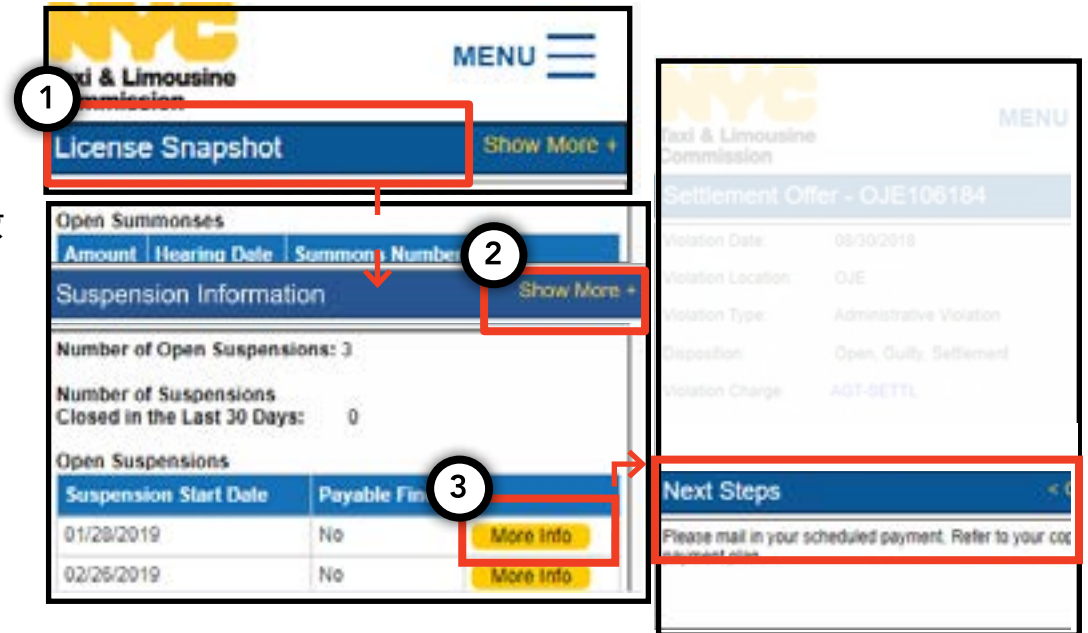 NYC
Taxi & Limousine
Commission
MENU
1
License Snapshot
Show More +
Open Summonses
Amount
Hearing Date
2
Suspension Information
Show More +
Number of Open Suspensions: 3
Number of Suspensions
Closed in the Last 30 Days: 0
Open Suspensions
Suspension Start Date
Payable
3
01/28/2019
No
More Info
02/26/2019
No
More Info
NYC
Taxi & Limousine
Commission
MENU
Settlement Offer - OJE106184
Violation Date: 08/30/2018
Violation Location: OJE
Violation Type: Administrative Violation
Disposition: Open, Guilty, Settlement
Violation Charge: AGT-SETTL
Next Steps
Please mail in your scheduled payment. Refer to your
payment plan